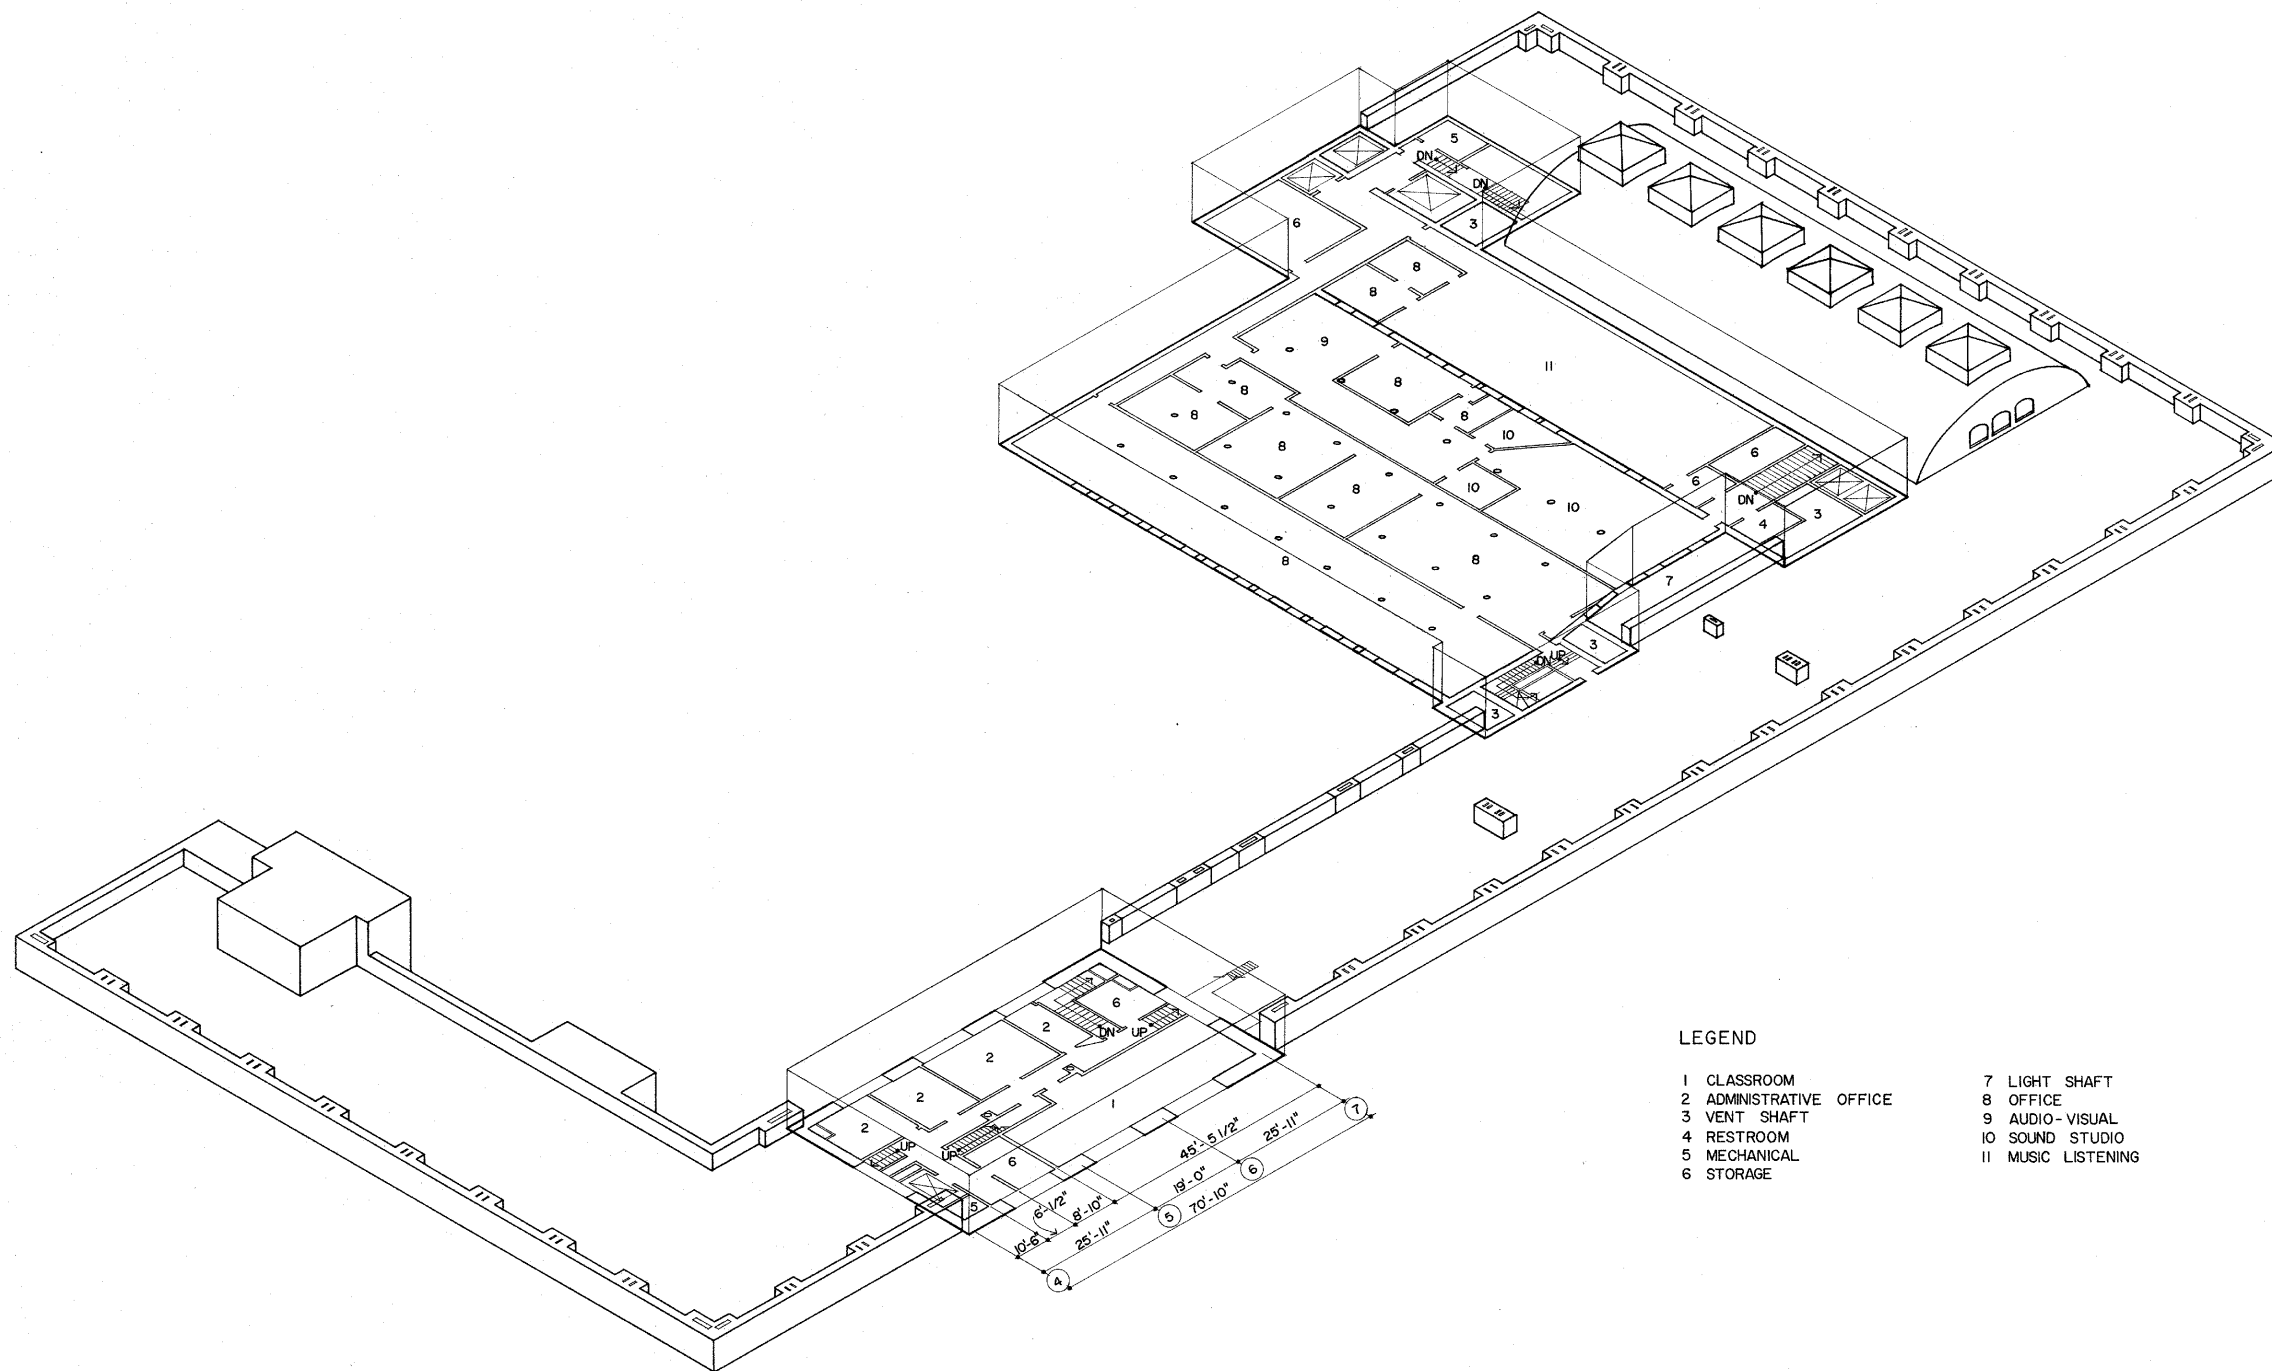 5
DN
DN
6
3
8
8
9
11
8
8
8
8
8
10
6
6
10
8
DN
10
4
3
8
8
7
3
DN
UP
3
6
2
DN
UP
2
2
1
2
UP
UP
6
5
45'-5 1/2"
25'-11"
7
6
19'-0"
70'-10"
6'-1/2"
8'-10"
5
10'-6"
25'-11"
4
LEGEND
1 CLASSROOM
2 ADMINISTRATIVE OFFICE
3 VENT SHAFT
4 RESTROOM
5 MECHANICAL
6 STORAGE
7 LIGHT SHAFT
8 OFFICE
9 AUDIO-VISUAL
10 SOUND STUDIO
11 MUSIC LISTENING